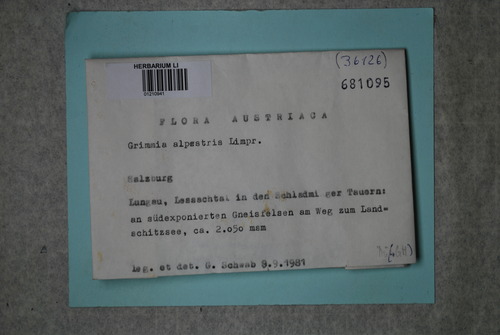 HERBARIUM LI
(36126)
681095
FLORA AUSTRIACA
Grimmia alpestris Limpr.
Salzburg
Lungau, Lessachtal in den Schladminger Tauern:
an südexponierten Gneisfelsen am Weg zum Land=
schitzsee, ca. 2.050 msm
leg. et det. G. Schwab 8.9.1981